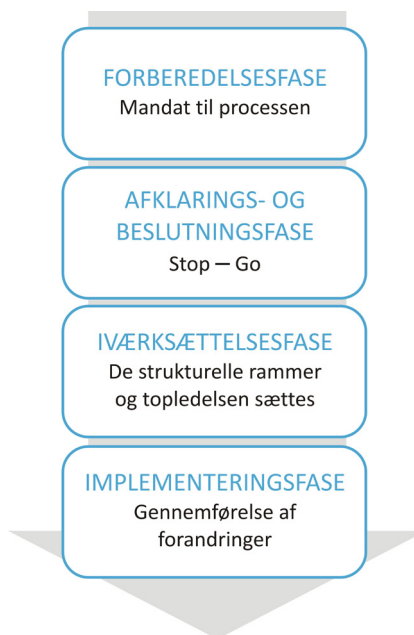 FORBEREDELSESFASE
Mandat til processen
AFKLARINGS- OG
BESLUTNINGSFASE
Stop – Go
IVÆRKSÆTTELSESFASE
De strukturelle rammer
og topledelsen sættes
IMPLEMENTERINGSFASE
Gennemførelse af
forandringer